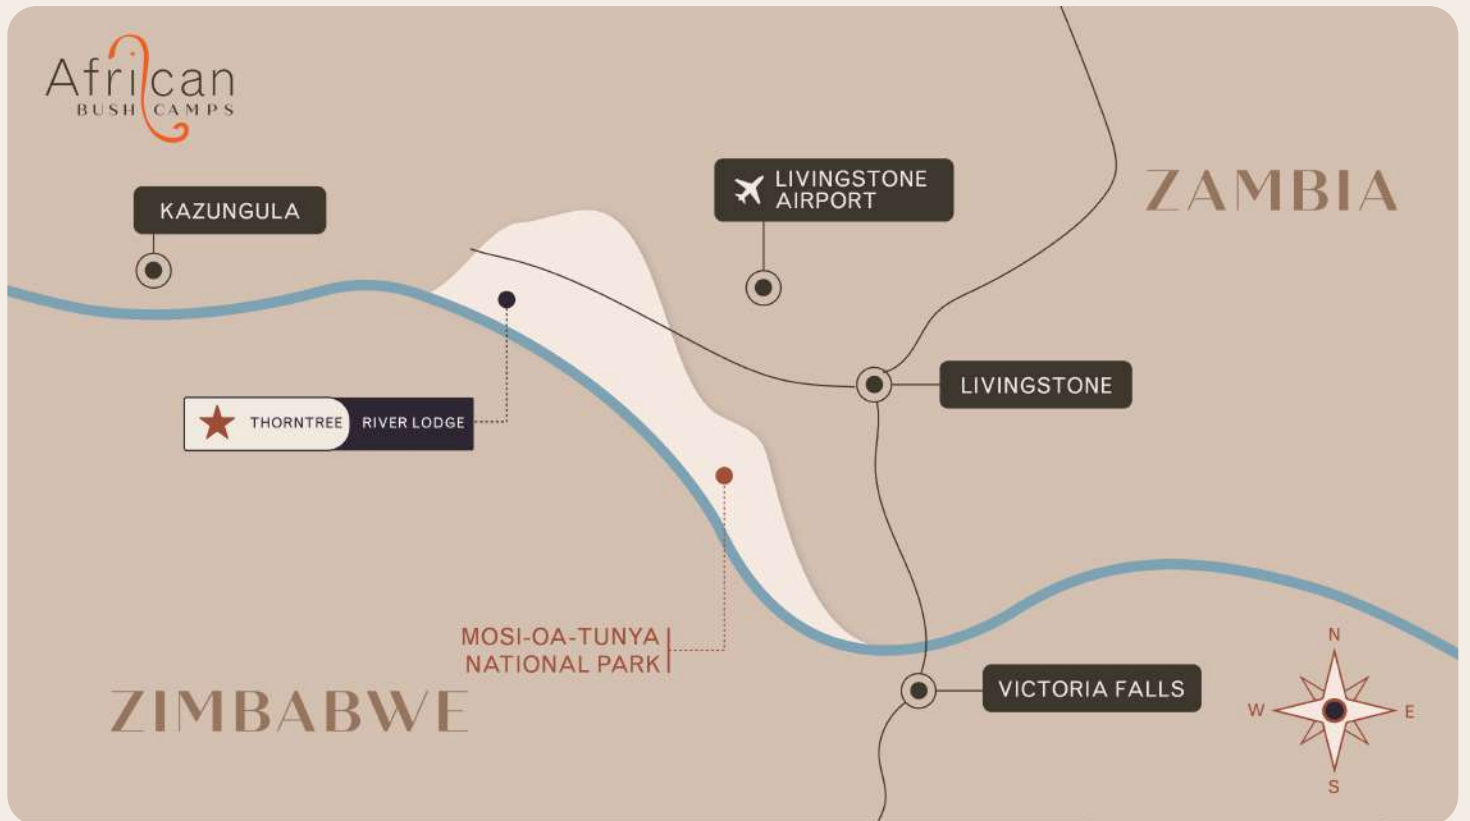 African
BUSH CAMPS
KAZUNGULA
LIVINGSTONE
AIRPORT
ZAMBIA
LIVINGSTONE
THORNTREE RIVER LODGE
MOSI-OA-TUNYA
NATIONAL PARK
ZIMBABWE
VICTORIA FALLS
N
W E
S